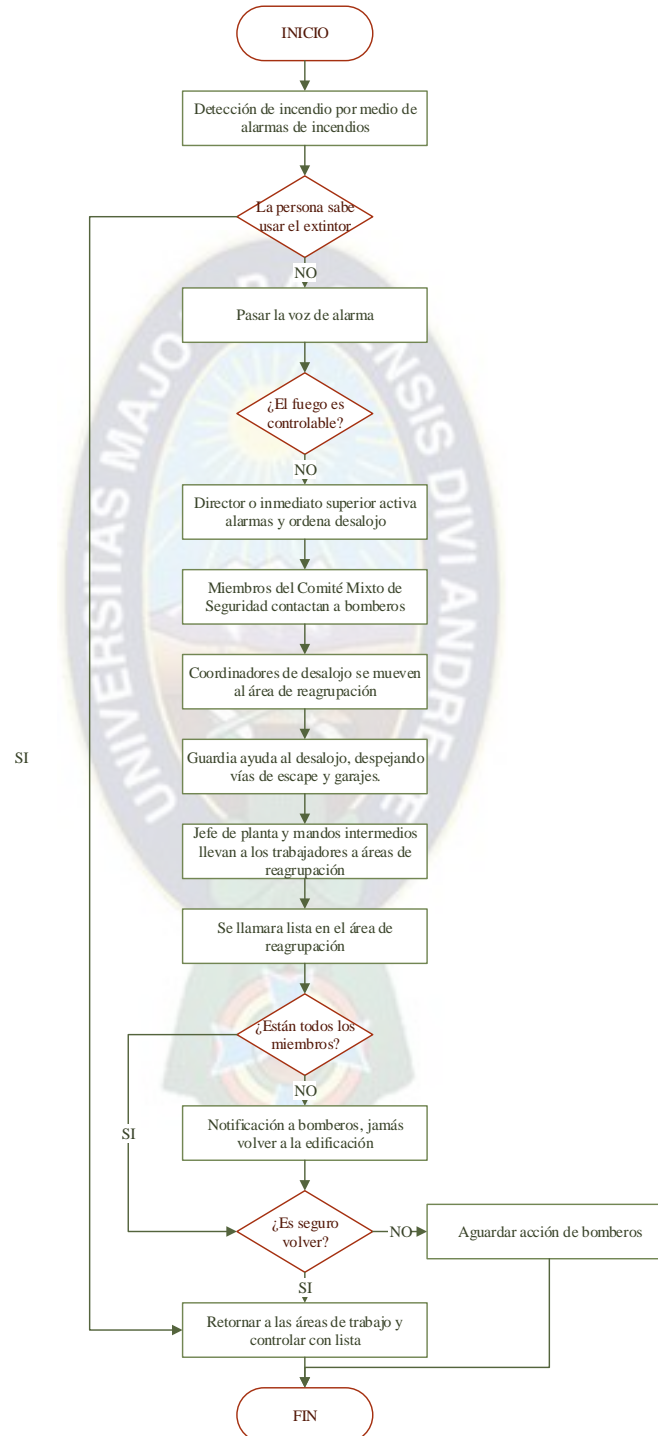 INICIO
Detección de incendio por medio de
alarmas de incendios
La persona sabe
usar el extintor
NO
Pasar la voz de alarma
¿El fuego es
controlable?
NO
Director o inmediato superior activa
alarmas y ordena desalojo
Miembros del Comité Mixto de
Seguridad contactan a bomberos
Coordinadores de desalojo se mueven
al área de reagrupación
SI
Guardia ayuda al desalojo, despejando
vías de escape y garajes.
Jefe de planta y mandos intermedios
llevan a los trabajadores a áreas de
reagrupación
Se llamara lista en el área de
reagrupación
¿Están todos los
miembros?
NO
SI
Notificación a bomberos, jamás
volver a la edificación
¿Es seguro
volver?
NO
Aguardar acción de bomberos
SI
Retornar a las áreas de trabajo y
controlar con lista
FIN
UNIVERSITAS MAJOR PACENSIS DIVI ANDRE E